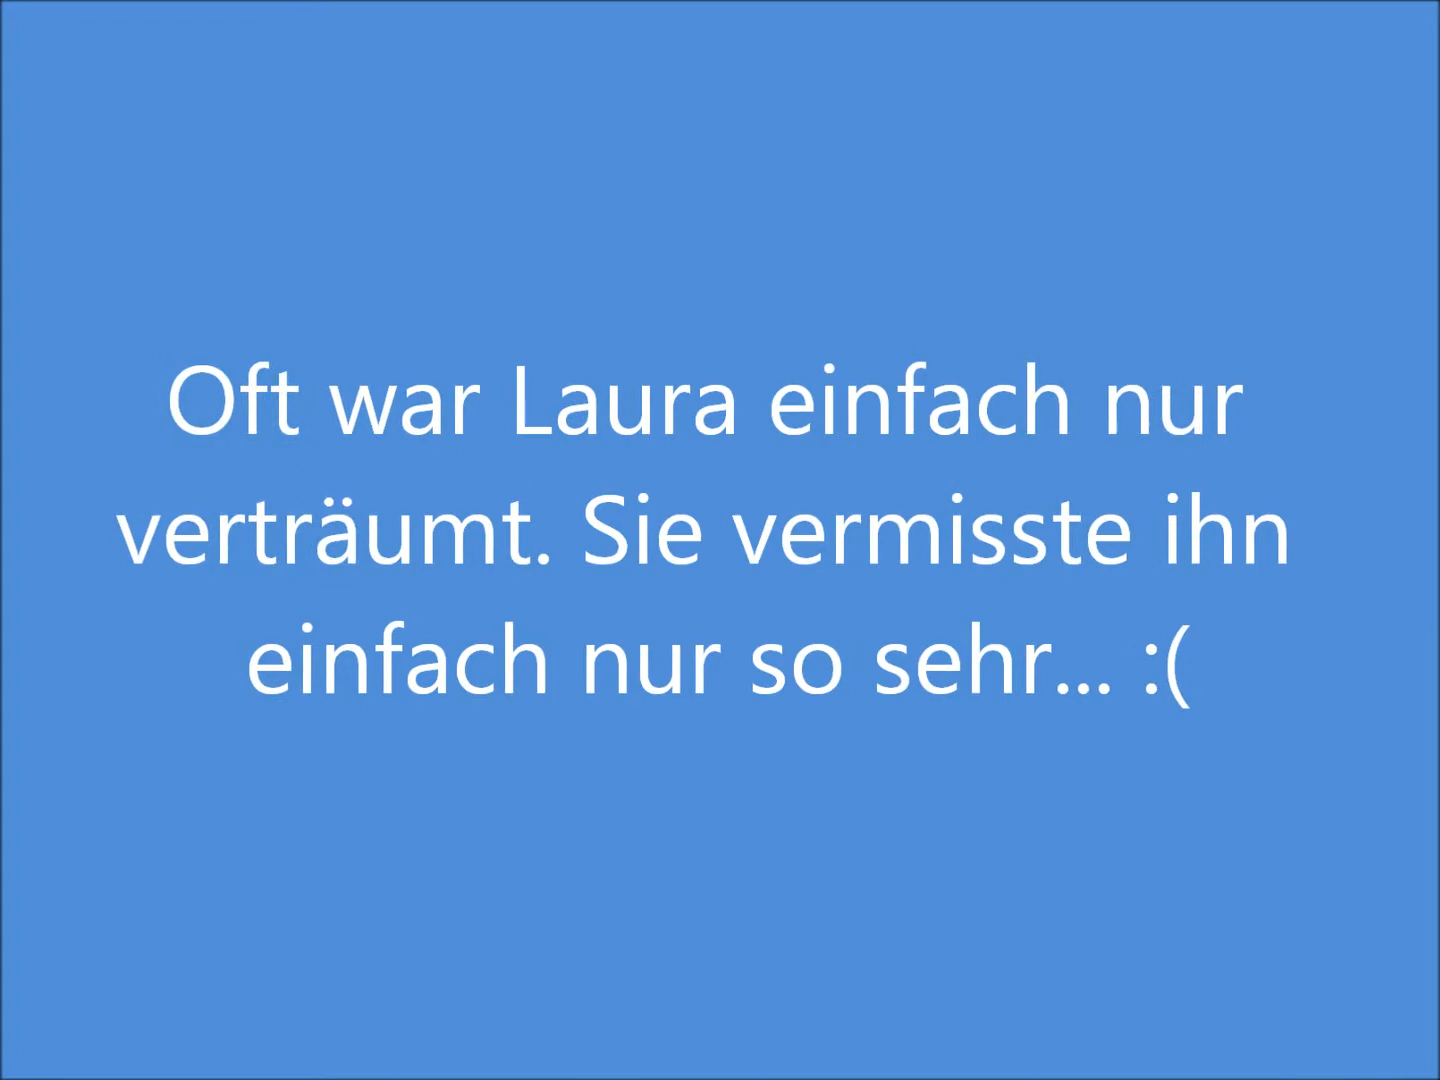 Oft war Laura einfach nur
verträumt. Sie vermisste ihn
einfach nur so sehr... :(